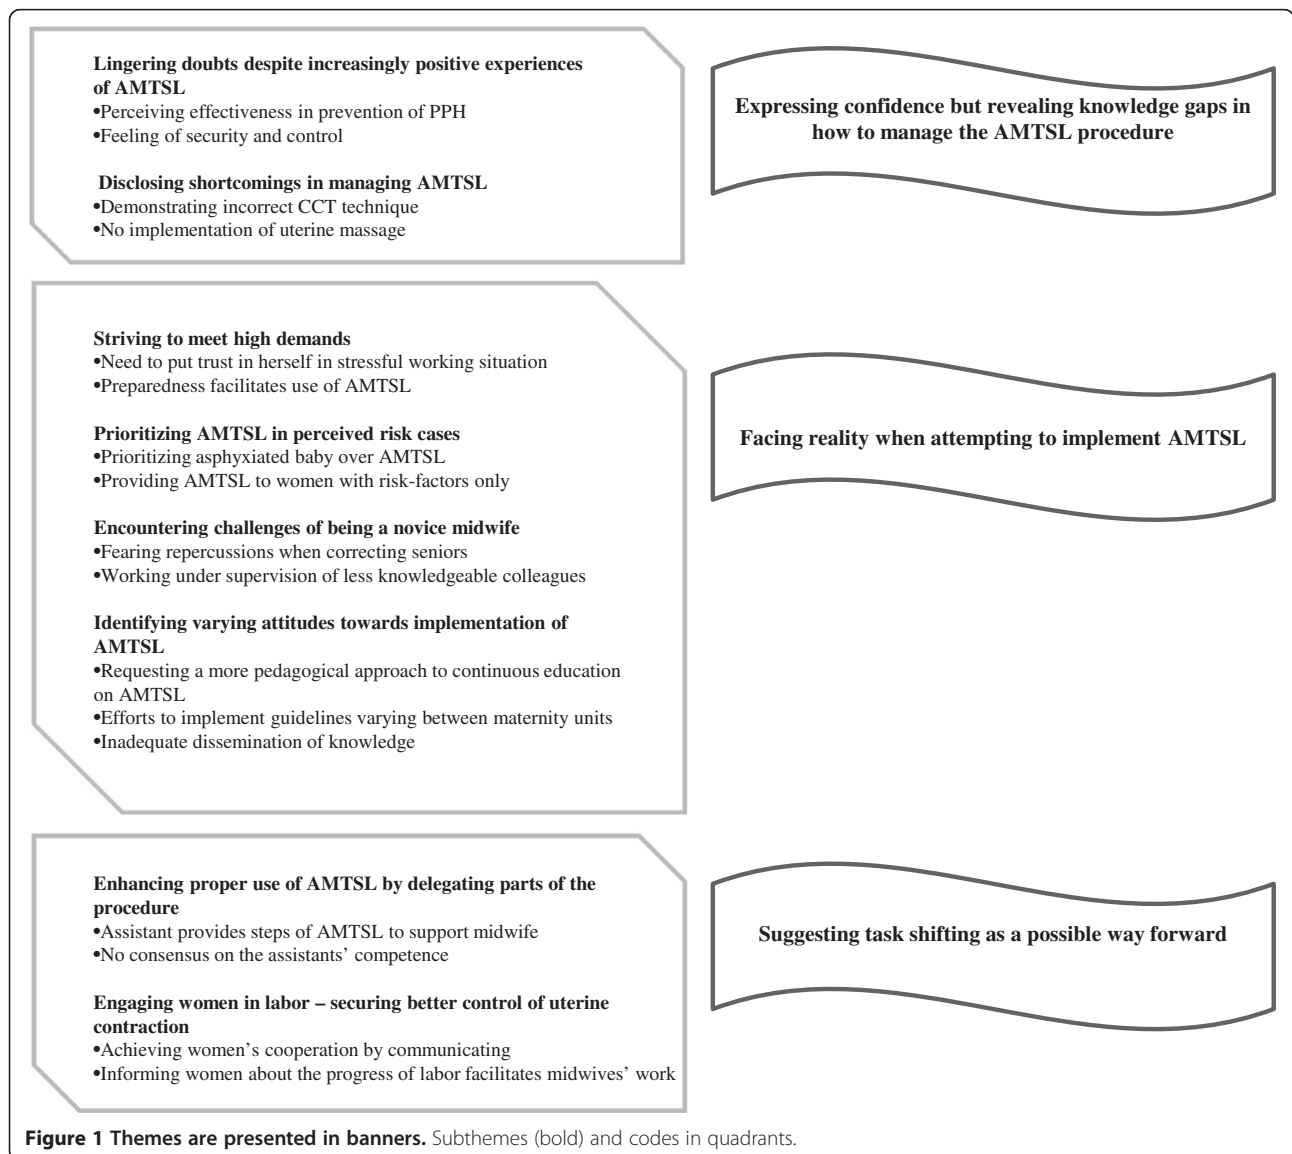 Lingering doubts despite increasingly positive experiences
of AMTSL
•Perceiving effectiveness in prevention of PPH
•Feeling of security and control
Disclosing shortcomings in managing AMTSL
•Demonstrating incorrect CCT technique
•No implementation of uterine massage
Expressing confidence but revealing knowledge gaps in
how to manage the AMTSL procedure
Striving to meet high demands
•Need to put trust in herself in stressful working situation
•Preparedness facilitates use of AMTSL
Prioritizing AMTSL in perceived risk cases
•Prioritizing asphyxiated baby over AMTSL
•Providing AMTSL to women with risk-factors only
Encountering challenges of being a novice midwife
•Fearing repercussions when correcting seniors
•Working under supervision of less knowledgeable colleagues
Identifying varying attitudes towards implementation of
AMTSL
•Requesting a more pedagogical approach to continuous education
on AMTSL
•Efforts to implement guidelines varying between maternity units
•Inadequate dissemination of knowledge
Facing reality when attempting to implement AMTSL
Enhancing proper use of AMTSL by delegating parts of the
procedure
•Assistant provides steps of AMTSL to support midwife
•No consensus on the assistants’ competence
Engaging women in labor – securing better control of uterine
contraction
•Achieving women’s cooperation by communicating
•Informing women about the progress of labor facilitates midwives’ work
Suggesting task shifting as a possible way forward
Figure 1 Themes are presented in banners. Subthemes (bold) and codes in quadrants.